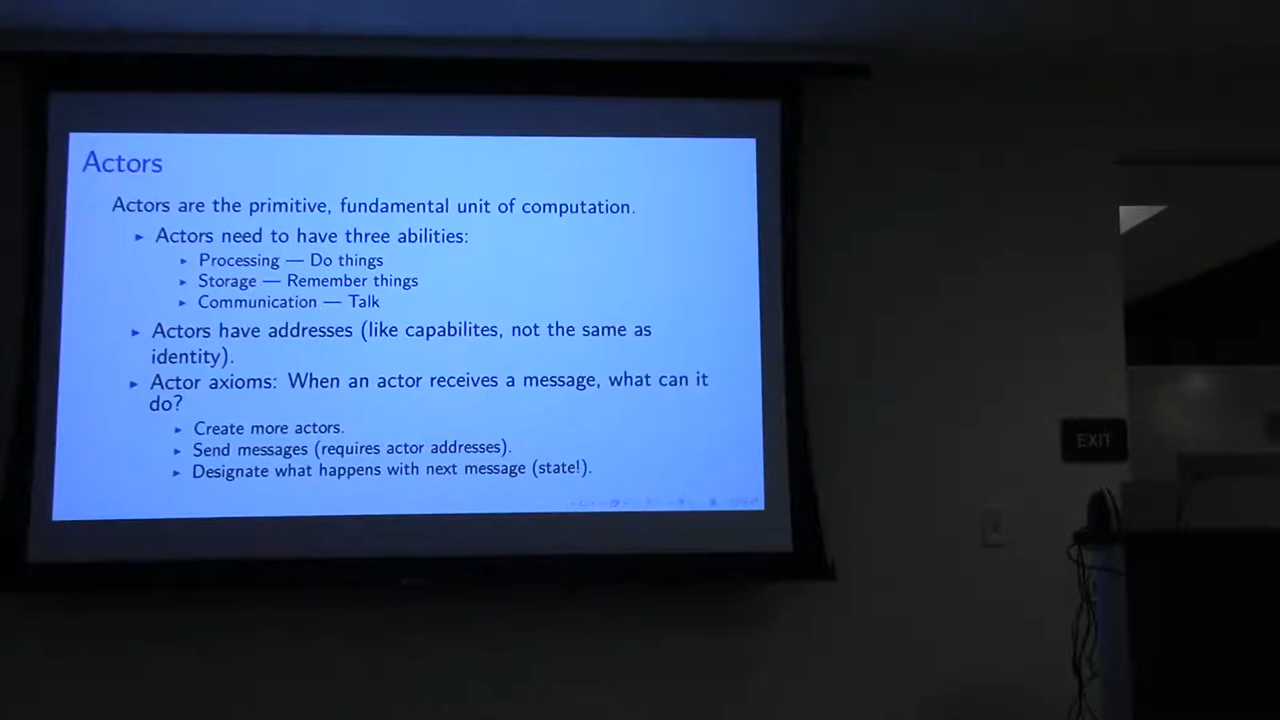 Actors
Actors are the primitive, fundamental unit of computation.
▸ Actors need to have three abilities:
▸ Processing — Do things
▸ Storage — Remember things
▸ Communication — Talk
▸ Actors have addresses (like capabilites, not the same as
identity).
▸ Actor axioms: When an actor receives a message, what can it
do?
▸ Create more actors.
▸ Send messages (requires actor addresses).
▸ Designate what happens with next message (state!).
EXIT